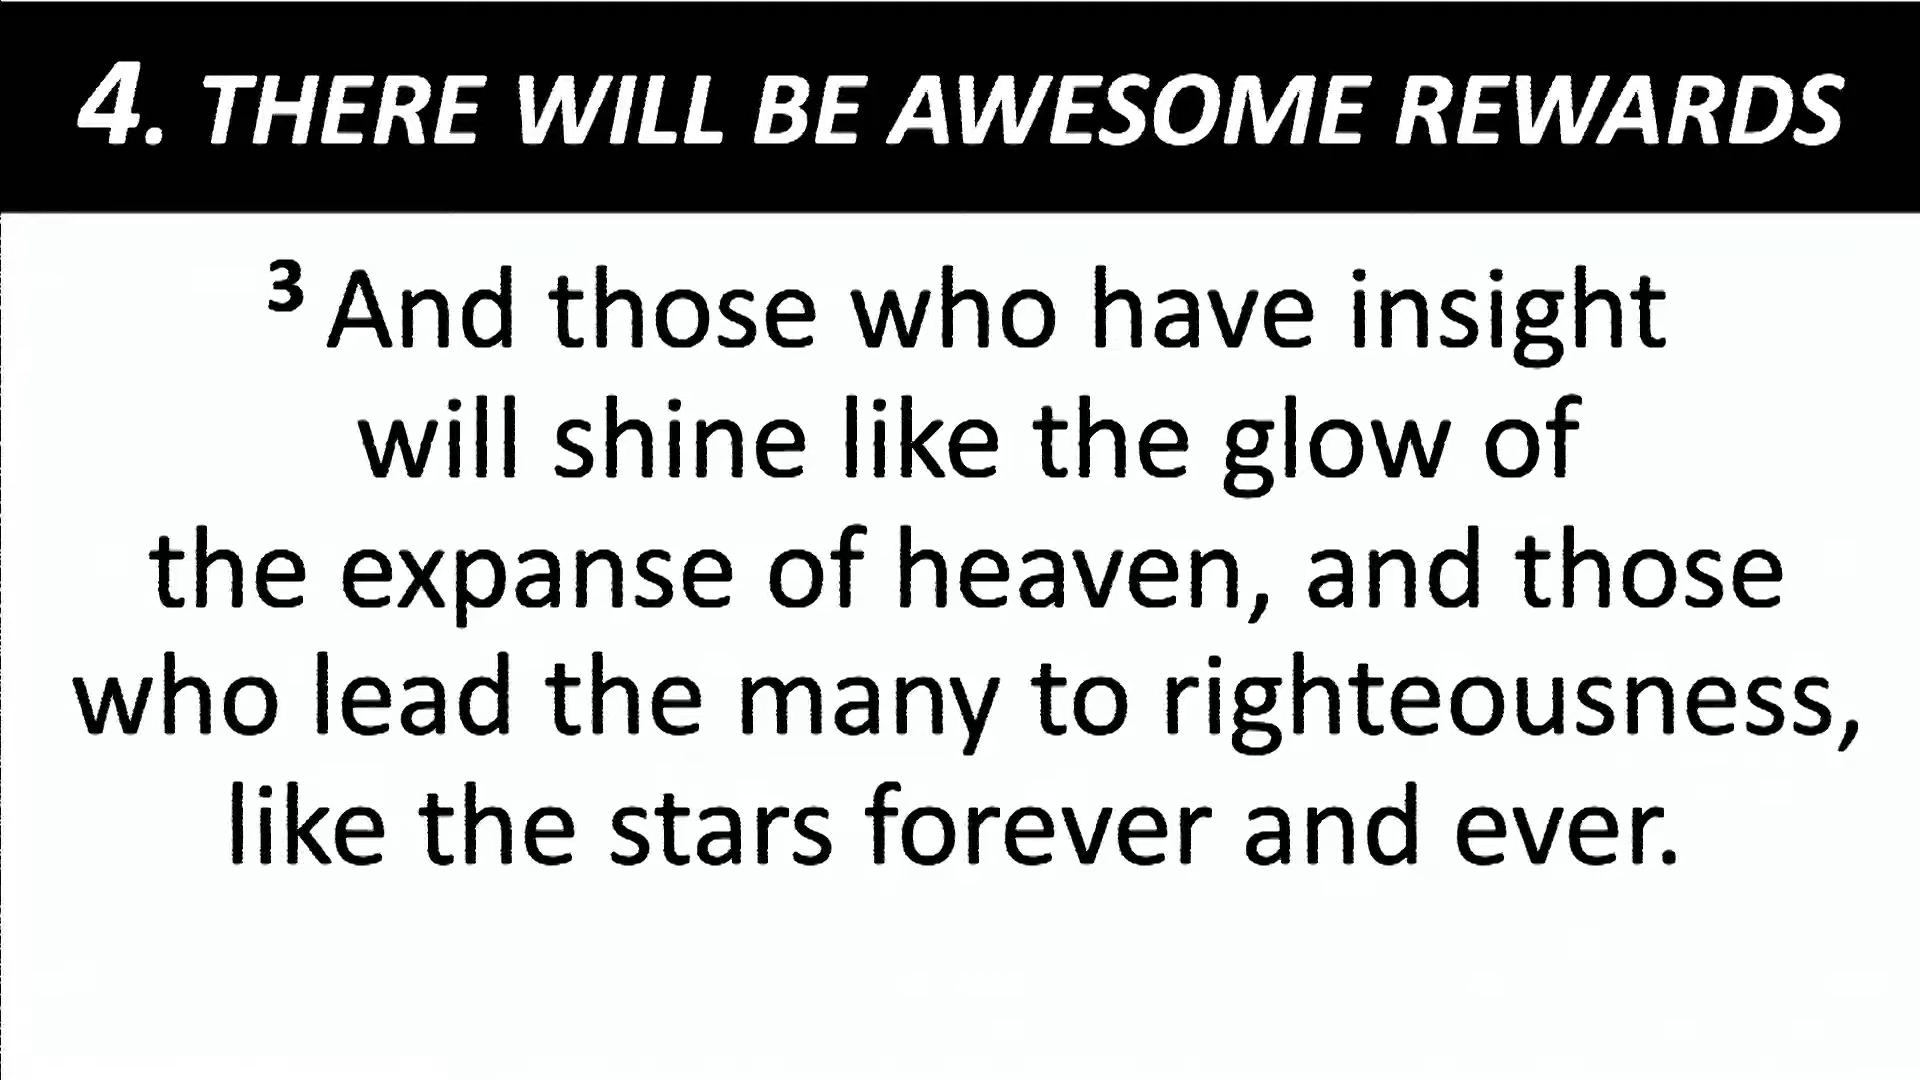 4. THERE WILL BE AWESOME REWARDS
3 And those who have insight
will shine like the glow of
the expanse of heaven, and those
who lead the many to righteousness,
like the stars forever and ever.